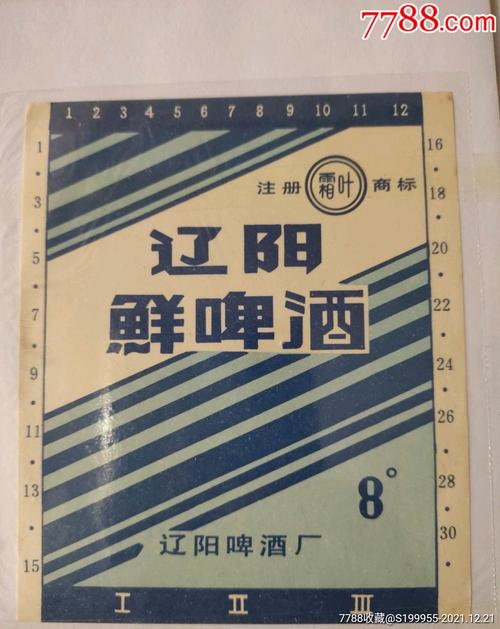 7788.com
1 2 3 4 5 6 7 8 9 10 11 12
注册 霜叶 商标
辽阳
鲜啤酒
8°
辽阳啤酒厂
1 · 3 · 5 · 7 · 9 · 11 · 13 · 15
16 · 18 · 20 · 22 · 24 · 26 · 28 · 30
I II III
7788收藏@S199955-2021.12.21